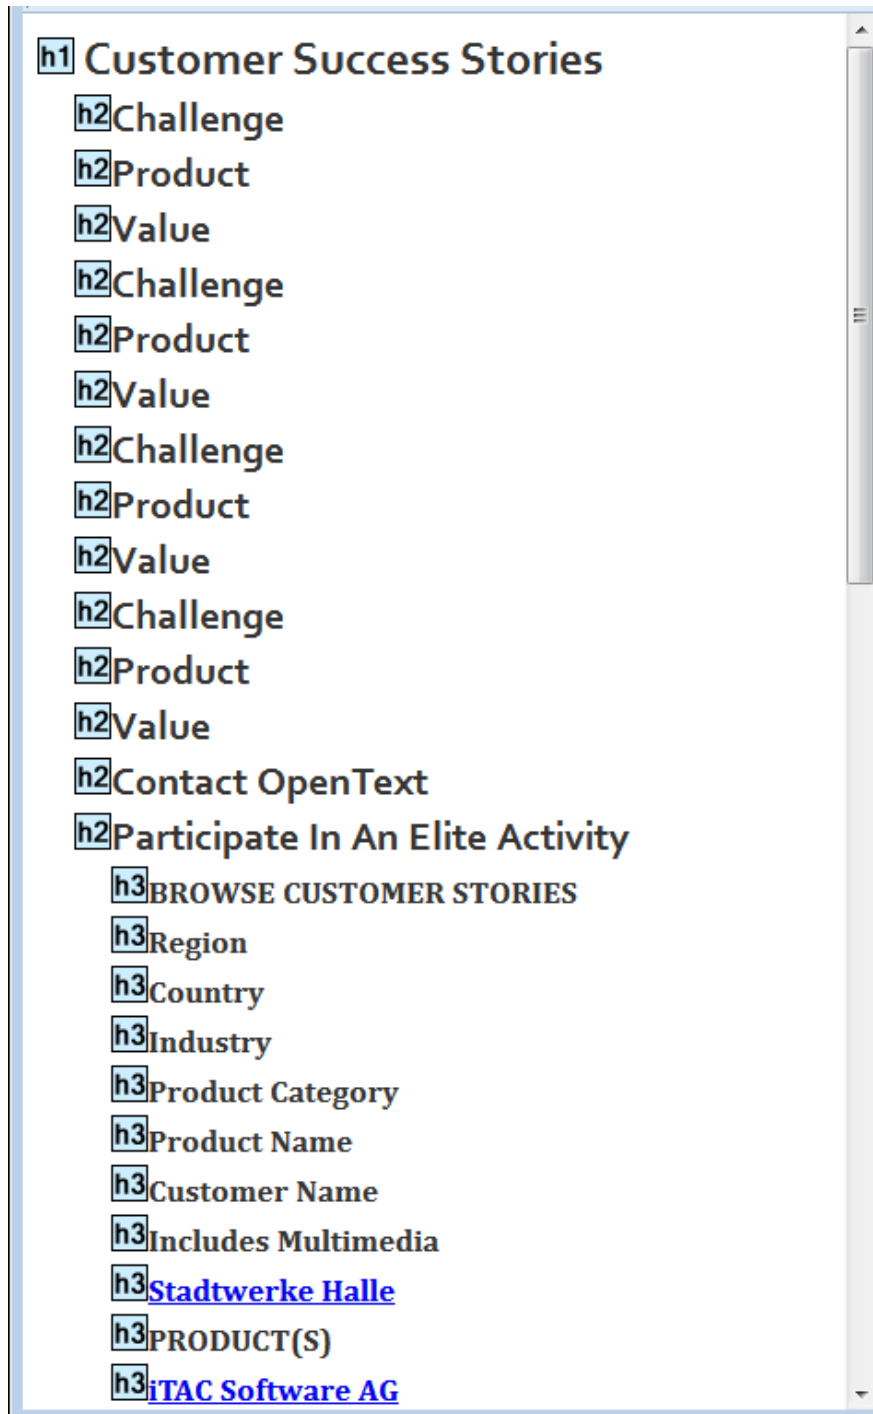 h1 Customer Success Stories
h2 Challenge
h2 Product
h2 Value
h2 Challenge
h2 Product
h2 Value
h2 Challenge
h2 Product
h2 Value
h2 Challenge
h2 Product
h2 Value
h2 Contact OpenText
h2 Participate In An Elite Activity
h3 BROWSE CUSTOMER STORIES
h3 Region
h3 Country
h3 Industry
h3 Product Category
h3 Product Name
h3 Customer Name
h3 Includes Multimedia
h3 Stadtwerke Halle
h3 PRODUCT(S)
h3 iTAC Software AG